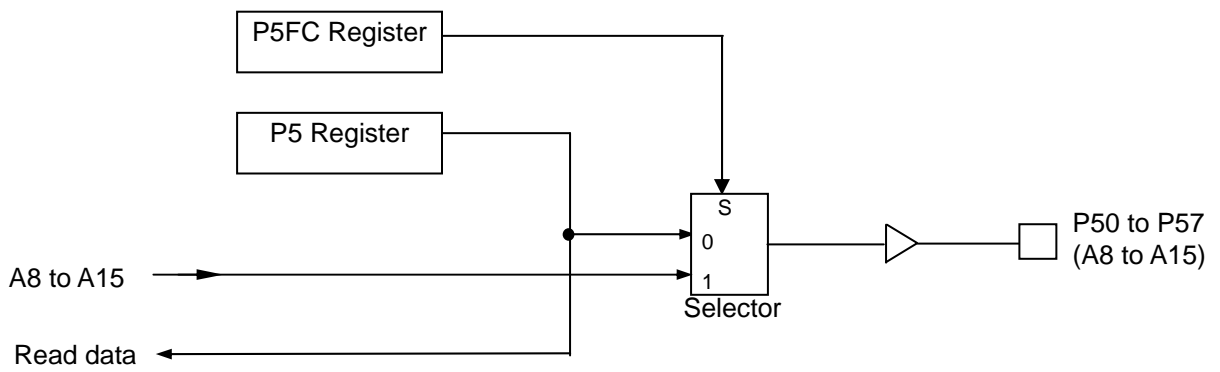 P5FC Register
P5 Register
S
0
1
Selector
A8 to A15
Read data
P50 to P57
(A8 to A15)